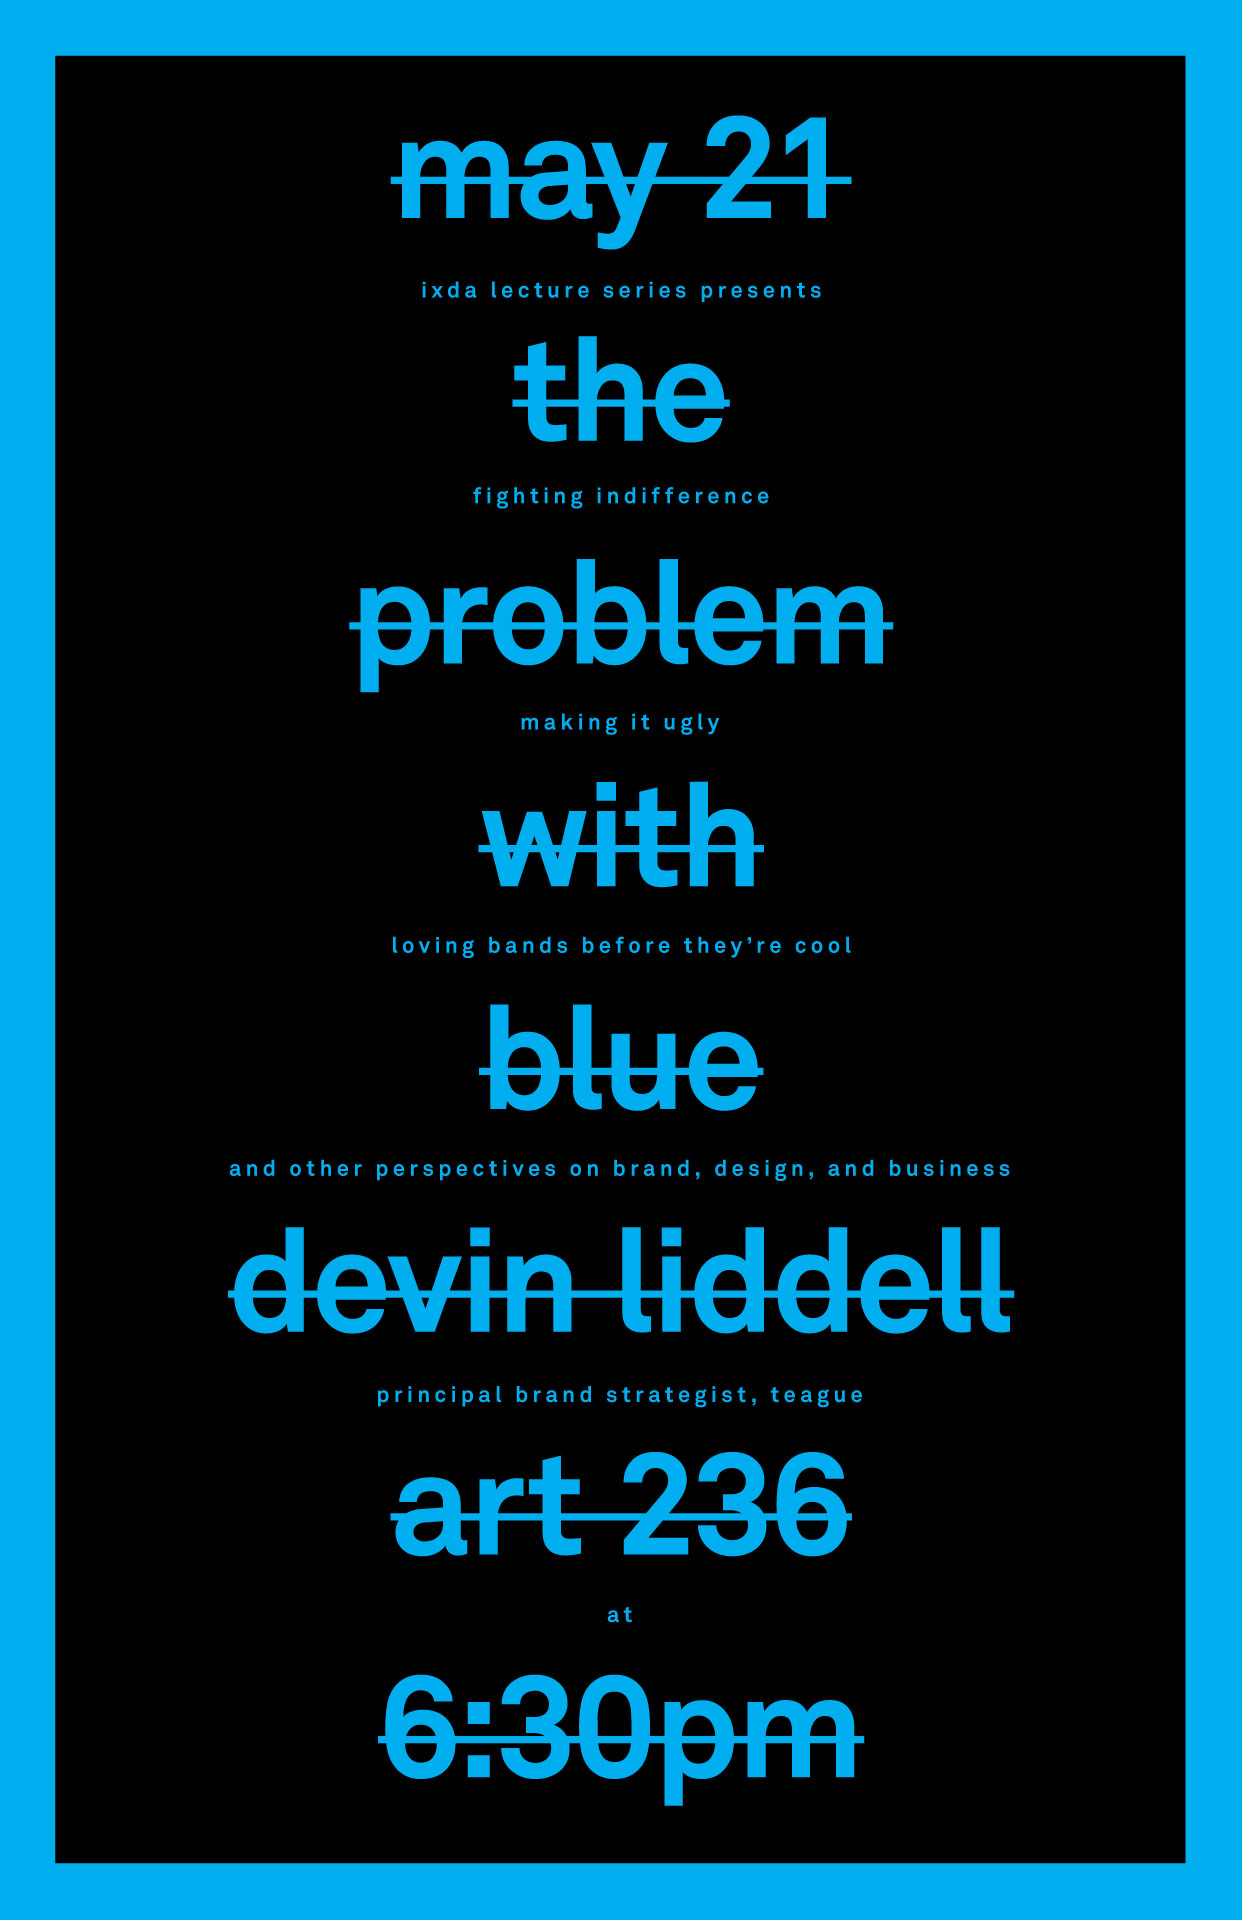 may 21
ixda lecture series presents
the
fighting indifference
problem
making it ugly
with
loving bands before they’re cool
blue
and other perspectives on brand, design, and business
devin liddell
principal brand strategist, teague
art 236
at
6:30pm